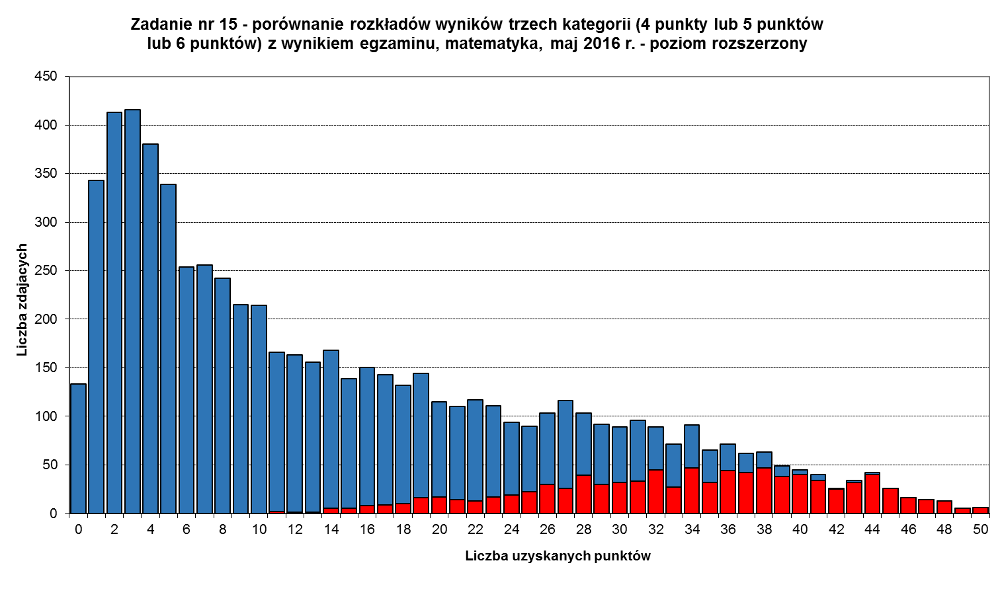 Zadanie nr 15 - porównanie rozkładów wyników trzech kategorii (4 punkty lub 5 punktów
lub 6 punktów) z wynikiem egzaminu, matematyka, maj 2016 r. - poziom rozszerzony
450
400
350
300
250
200
150
100
50
0
Liczba zdajacych
0 2 4 6 8 10 12 14 16 18 20 22 24 26 28 30 32 34 36 38 40 42 44 46 48 50
Liczba uzyskanych punktów